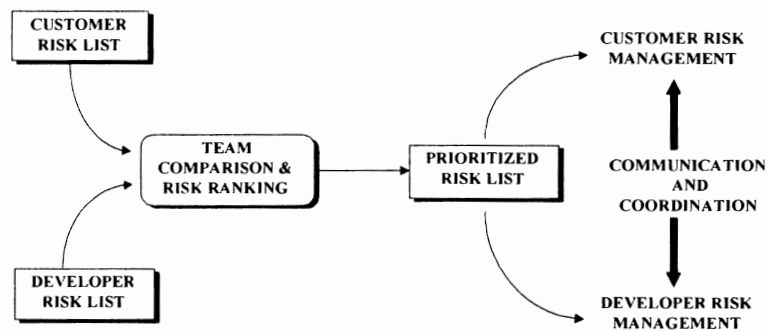 CUSTOMER
RISK LIST
CUSTOMER RISK
MANAGEMENT
TEAM
COMPARISON &
RISK RANKING
PRIORITIZED
RISK LIST
COMMUNICATION
AND
COORDINATION
DEVELOPER
RISK LIST
DEVELOPER RISK
MANAGEMENT